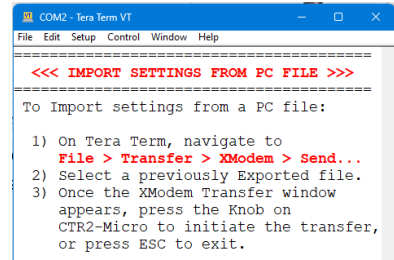 COM2 - Tera Term VT
File Edit Setup Control Window Help
==========================================
<<< IMPORT SETTINGS FROM PC FILE >>>
==========================================
To Import settings from a PC file:
1) On Tera Term, navigate to
File > Transfer > XModem > Send...
2) Select a previously Exported file.
3) Once the XModem Transfer window
appears, press the Knob on
CTR2-Micro to initiate the transfer,
or press ESC to exit.